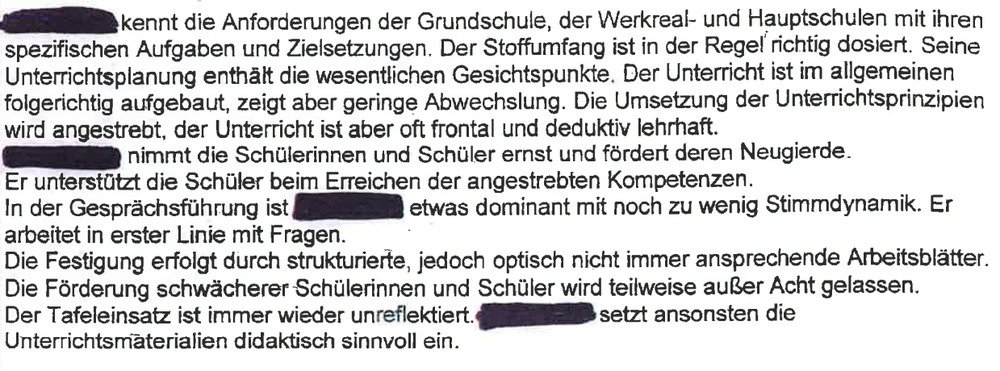 kennt die Anforderungen der Grundschule, der Werkreal- und Hauptschulen mit ihren
spezifischen Aufgaben und Zielsetzungen. Der Stoffumfang ist in der Regel richtig dosiert. Seine
Unterrichtsplanung enthält die wesentlichen Gesichtspunkte. Der Unterricht ist im allgemeinen
folgerichtig aufgebaut, zeigt aber geringe Abwechslung. Die Umsetzung der Unterrichtsprinzipien
wird angestrebt, der Unterricht ist aber oft frontal und deduktiv lehrhaft.
nimmt die Schülerinnen und Schüler ernst und fördert deren Neugierde.
Er unterstützt die Schüler beim Erreichen der angestrebten Kompetenzen.
In der Gesprächsführung ist etwas dominant mit noch zu wenig Stimmdynamik. Er
arbeitet in erster Linie mit Fragen.
Die Festigung erfolgt durch strukturierte, jedoch optisch nicht immer ansprechende Arbeitsblätter.
Die Förderung schwächerer Schülerinnen und Schüler wird teilweise außer Acht gelassen.
Der Tafeleinsatz ist immer wieder unreflektiert. setzt ansonsten die
Unterrichtsmaterialien didaktisch sinnvoll ein.